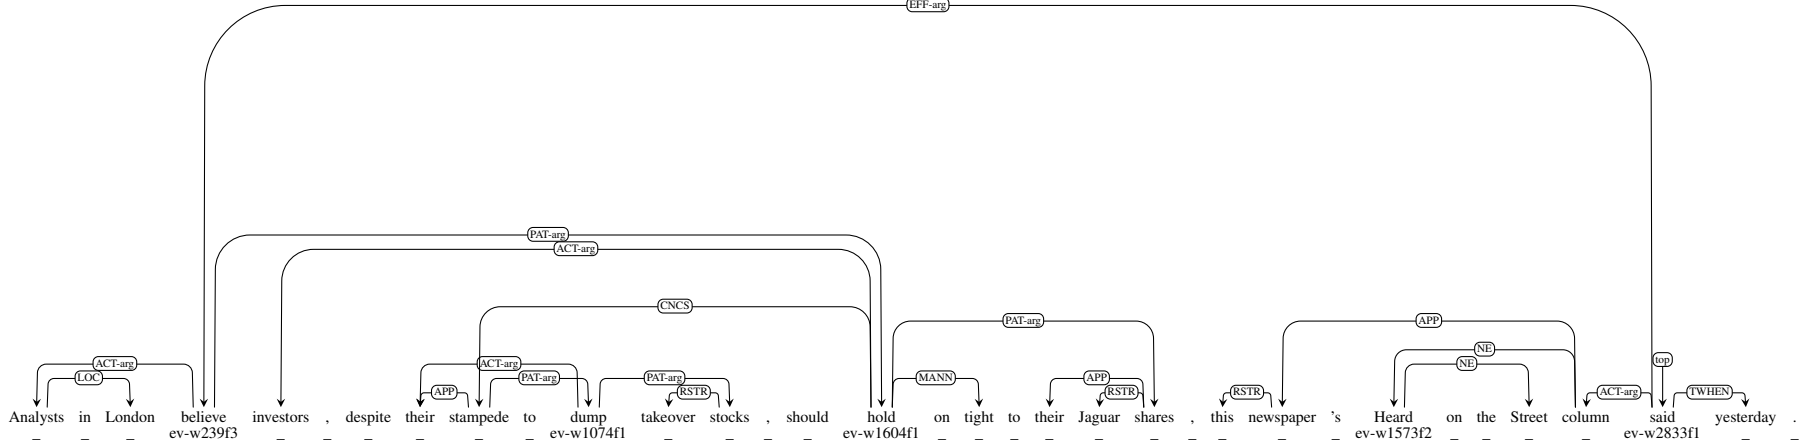 EFF-arg
PAT-arg
ACT-arg
CNCS
PAT-arg APP
NE
ACT-arg ACT-arg NE top
LOC PAT-arg PAT-arg MANN APP
APP RSTR RSTR RSTR ACT-arg TWHEN
Analysts in London believe investors , despite their stampede to dump takeover stocks , should hold on tight to their Jaguar shares , this newspaper 's Heard on the Street column said yesterday .
_ _ _ ev-w239f3 _ _ _ _ _ _ ev-w1074f1 _ _ _ _ ev-w1604f1 _ _ _ _ _ _ _ _ _ _ ev-w1573f2 _ _ _ _ ev-w2833f1 _ _